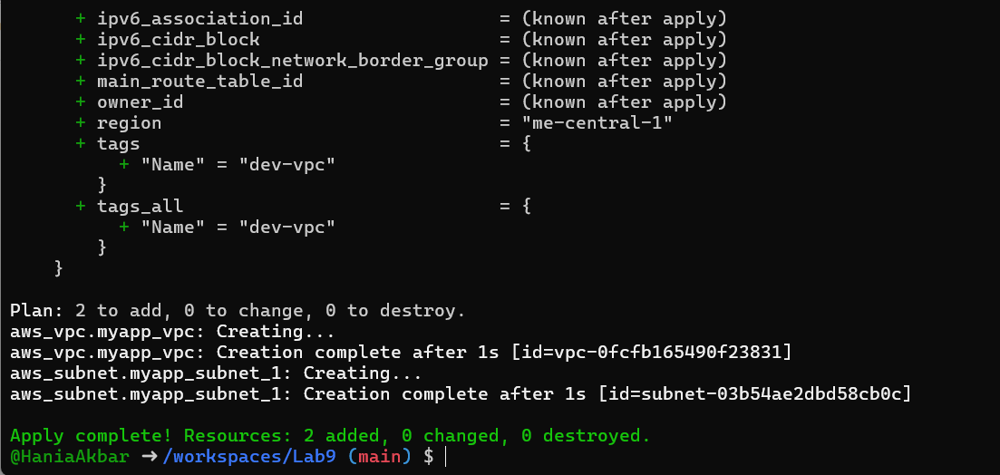 + ipv6_association_id                  = (known after apply)
+ ipv6_cidr_block                      = (known after apply)
+ ipv6_cidr_block_network_border_group = (known after apply)
+ main_route_table_id                  = (known after apply)
+ owner_id                             = (known after apply)
+ region                               = "me-central-1"
+ tags                                 = {
+ "Name" = "dev-vpc"
}
+ tags_all                             = {
+ "Name" = "dev-vpc"
}
}
Plan: 2 to add, 0 to change, 0 to destroy.
aws_vpc.myapp_vpc: Creating...
aws_vpc.myapp_vpc: Creation complete after 1s [id=vpc-0fcfb165490f23831]
aws_subnet.myapp_subnet_1: Creating...
aws_subnet.myapp_subnet_1: Creation complete after 1s [id=subnet-03b54ae2dbd58cb0c]
Apply complete! Resources: 2 added, 0 changed, 0 destroyed.
@HaniaAkbar ➜ /workspaces/Lab9 (main) $